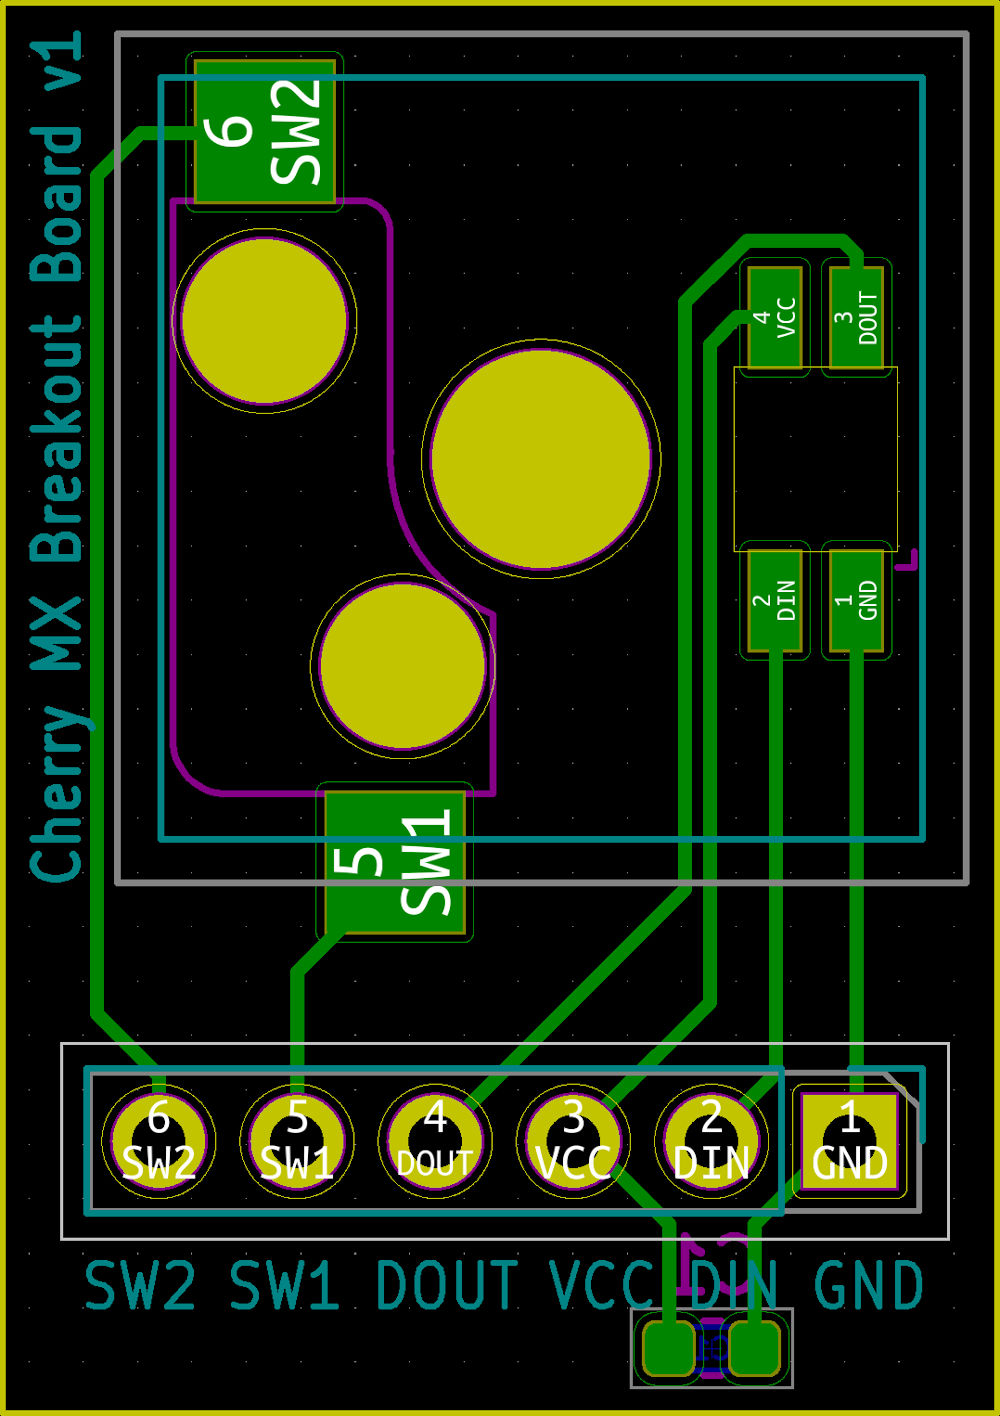 Cherry MX Breakout Board v1
6
SW2
4
VCC
3
DOUT
2
DIN
1
GND
5
SW1
6
SW2
5
SW1
4
DOUT
3
VCC
2
DIN
1
GND
C1
SW2 SW1 DOUT VCC DIN GND